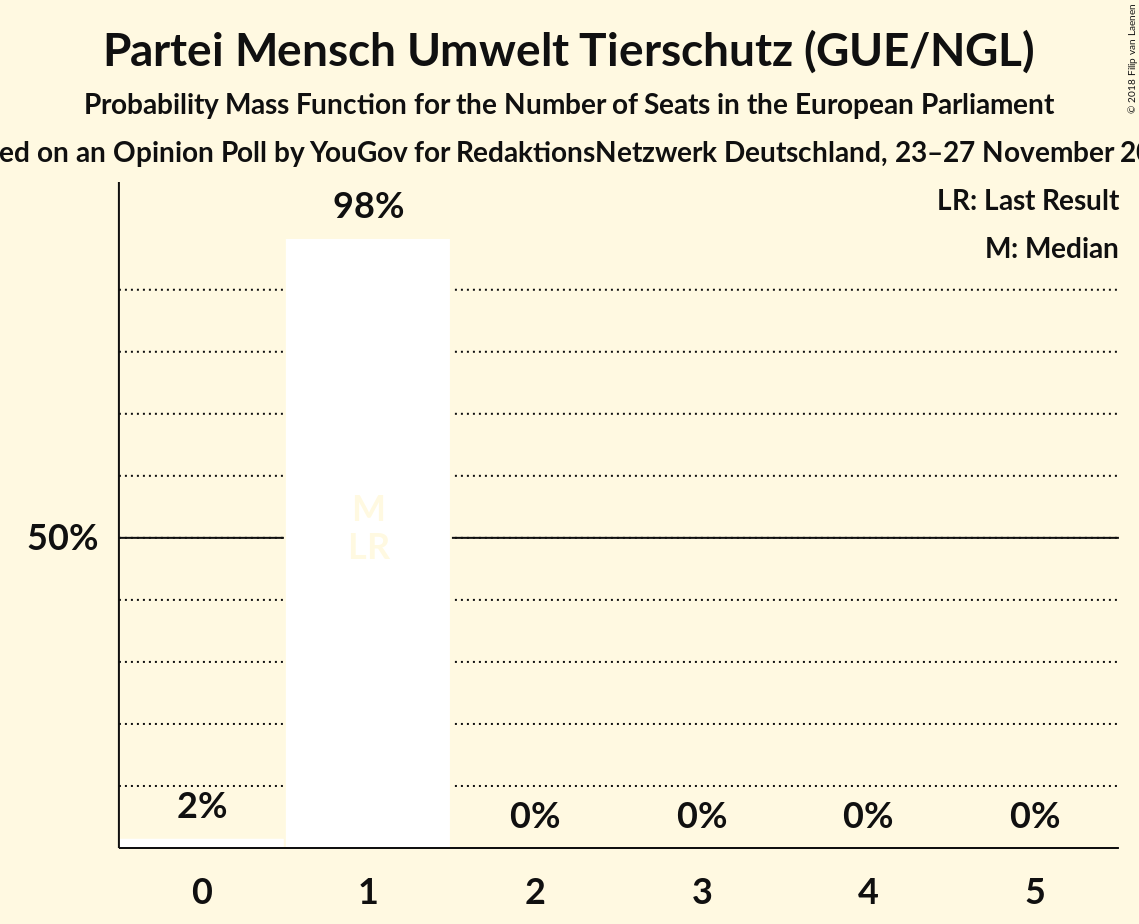 Partei Mensch Umwelt Tierschutz (GUE/NGL)
Probability Mass Function for the Number of Seats in the European Parliament
ed on an Opinion Poll by YouGov for RedaktionsNetzwerk Deutschland, 23–27 November 20
© 2018 Filip van Laenen
LR: Last Result
M: Median
98%
M
LR
50%
2%
0%
0%
0%
0%
0
1
2
3
4
5